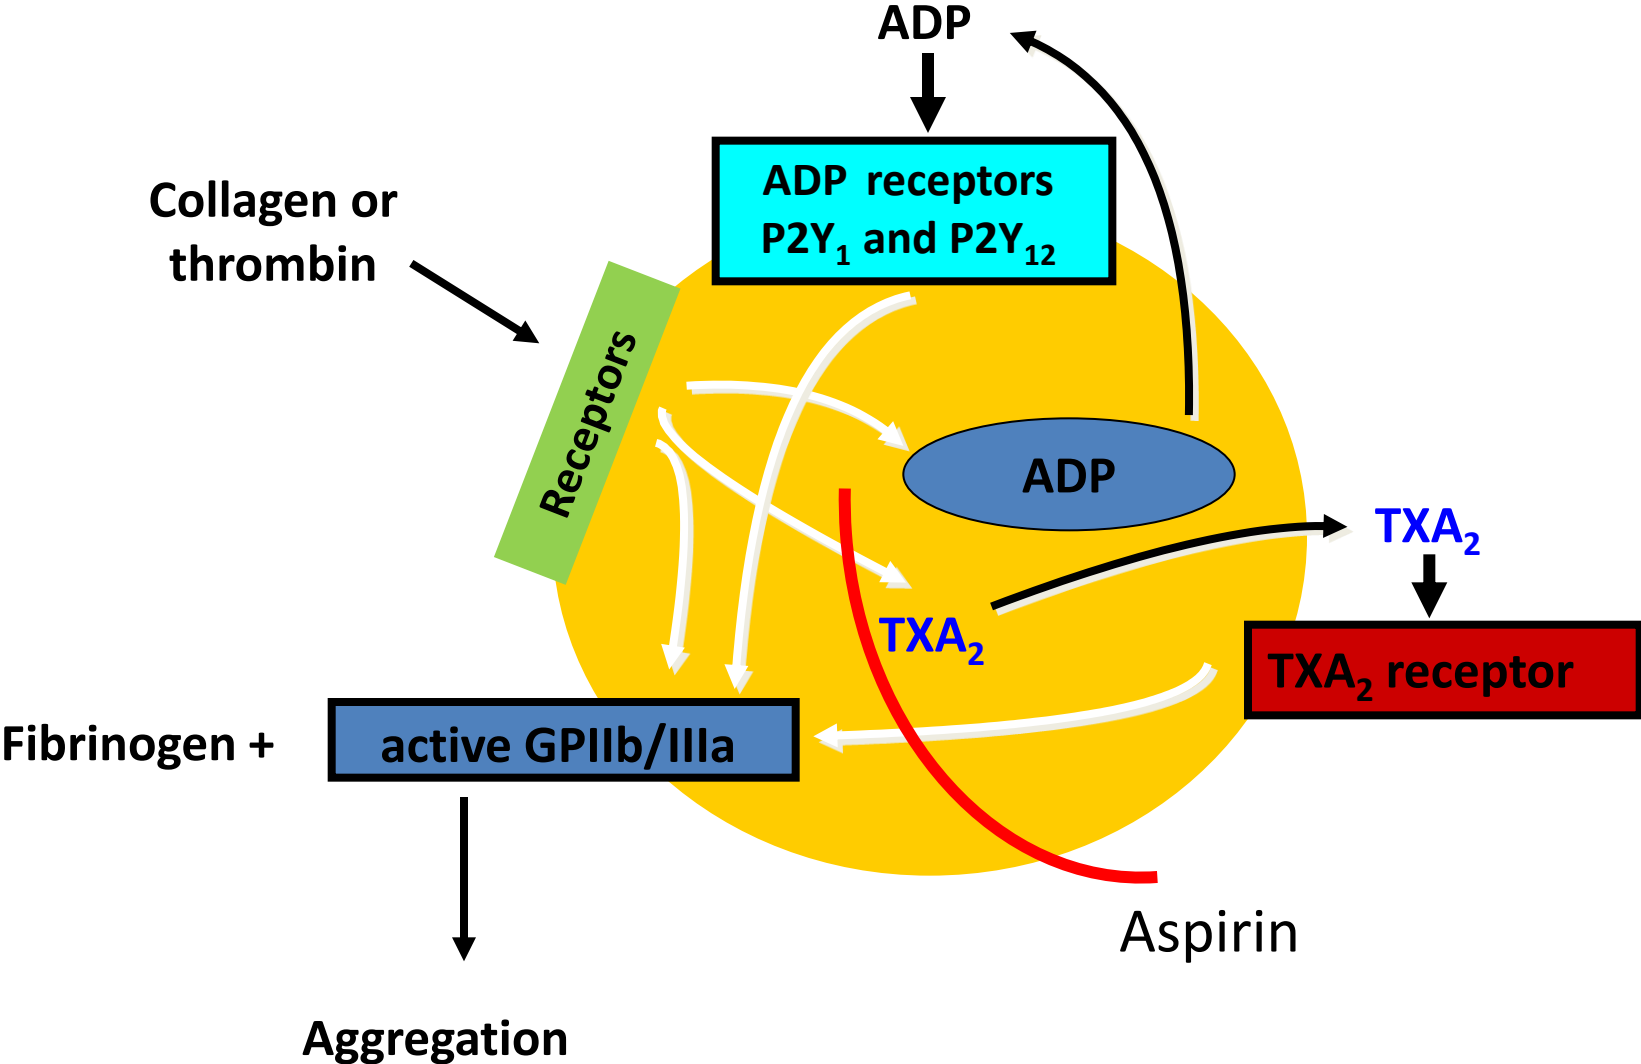 ADP
ADP receptors
P2Y₁ and P2Y₁₂
Collagen or
thrombin
Receptors
ADP
TXA₂
TXA₂
TXA₂ receptor
Fibrinogen +
active GPIIb/IIIa
Aspirin
Aggregation